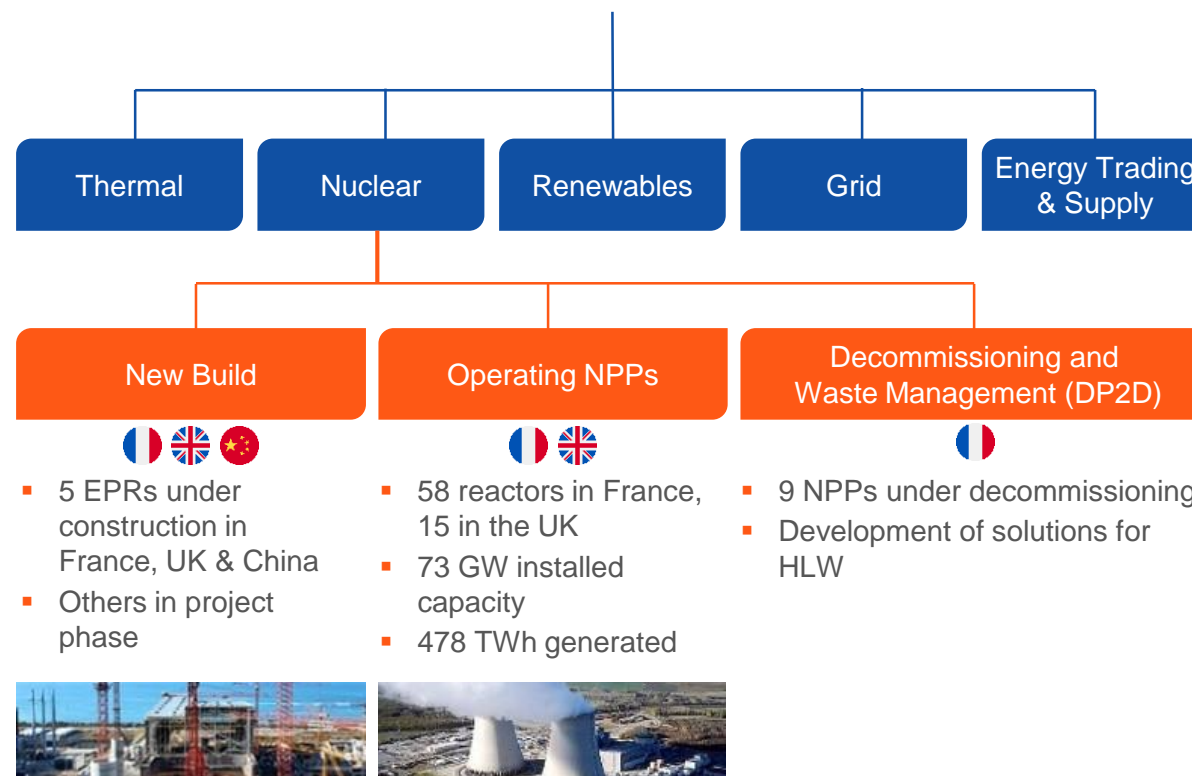 Thermal
Nuclear
Renewables
Grid
Energy Trading
& Supply
New Build
Operating NPPs
Decommissioning and
Waste Management (DP2D)
▪ 5 EPRs under
construction in
France, UK & China
▪ Others in project
phase
▪ 58 reactors in France,
15 in the UK
▪ 73 GW installed
capacity
▪ 478 TWh generated
▪ 9 NPPs under decommissioning
▪ Development of solutions for
HLW